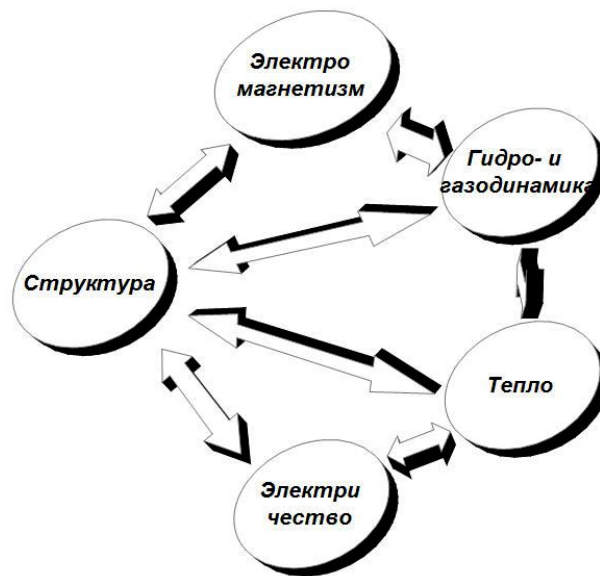 Электро
магнетизм
Гидро- и
газодинамика
Структура
Тепло
Электри
чество